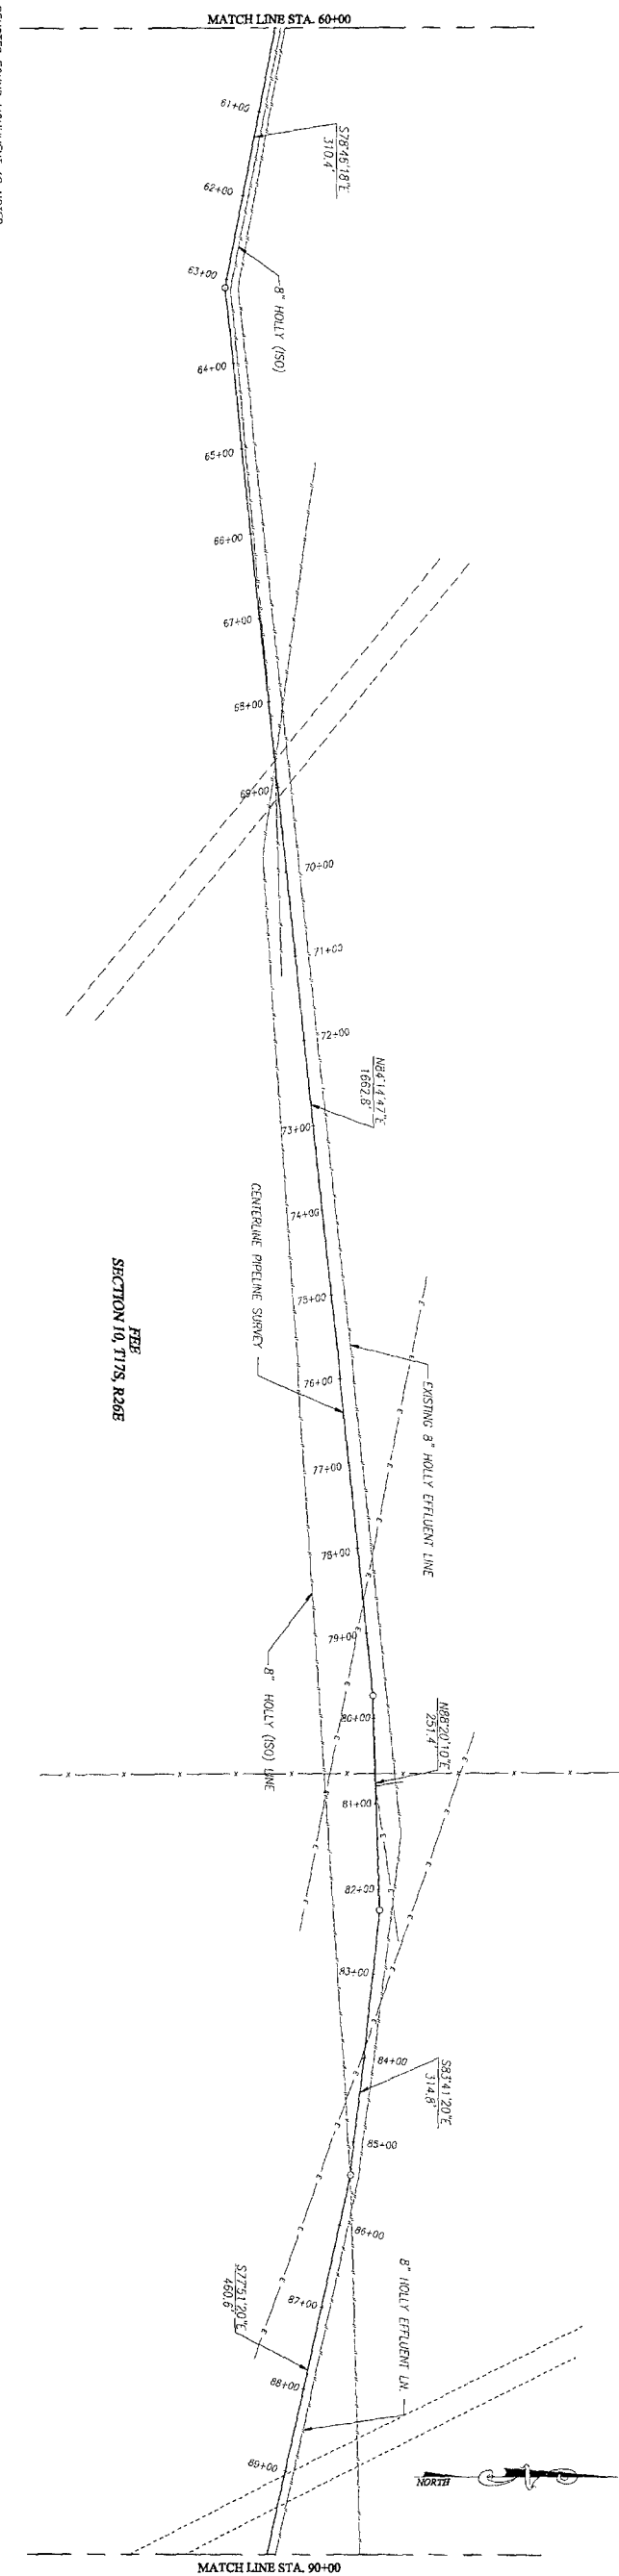 MATCH LINE STA. 60+00
61+00
S78°46'18"E
310.4'
62+00
63+00
8" HOLLY (ISO)
64+00
65+00
66+00
67+00
68+00
69+00
70+00
71+00
72+00
N84°14'47"E
1662.8'
73+00
74+00
CENTERLINE PIPELINE SURVEY
75+00
FEE
SECTION 10, T17S, R26E
76+00
EXISTING 8" HOLLY EFFLUENT LINE
77+00
78+00
79+00
8" HOLLY (ISO) LINE
80+00
N88°20'10"E
251.4'
81+00
82+00
83+00
84+00
S83°41'20"E
314.8'
85+00
86+00
8" HOLLY EFFLUENT LN.
S77°51'20"E
460.6'
87+00
88+00
89+00
NORTH
MATCH LINE STA. 90+00